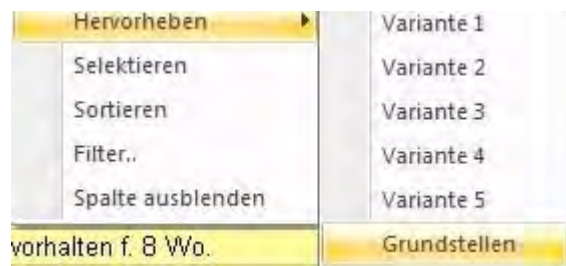 Hervorheben
Selektieren
Sortieren
Filter..
Spalte ausblenden
vorhalten f. 8 Wo.
Variante 1
Variante 2
Variante 3
Variante 4
Variante 5
Grundstellen